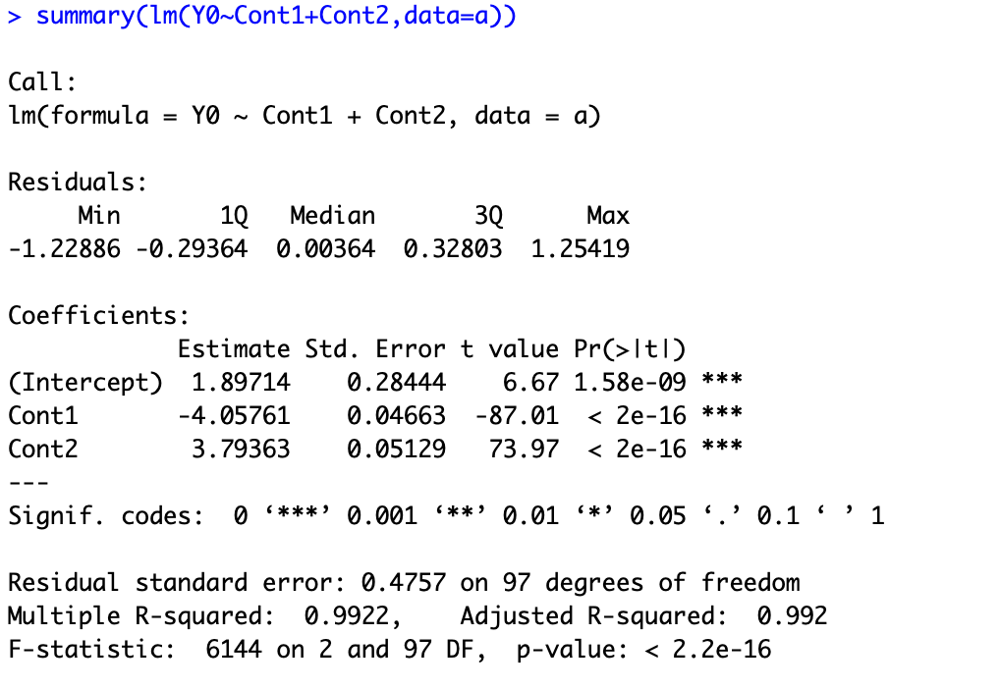 > summary(lm(Y0~Cont1+Cont2,data=a))
Call:
lm(formula = Y0 ~ Cont1 + Cont2, data = a)
Residuals:
     Min       1Q   Median       3Q      Max
-1.22886 -0.29364  0.00364  0.32803  1.25419
Coefficients:
            Estimate Std. Error t value Pr(>|t|)
(Intercept)  1.89714    0.28444    6.67 1.58e-09 ***
Cont1       -4.05761    0.04663  -87.01  < 2e-16 ***
Cont2        3.79363    0.05129   73.97  < 2e-16 ***
---
Signif. codes:  0 ‘***’ 0.001 ‘**’ 0.01 ‘*’ 0.05 ‘.’ 0.1 ‘ ’ 1
Residual standard error: 0.4757 on 97 degrees of freedom
Multiple R-squared:  0.9922,    Adjusted R-squared:  0.992
F-statistic:  6144 on 2 and 97 DF,  p-value: < 2.2e-16